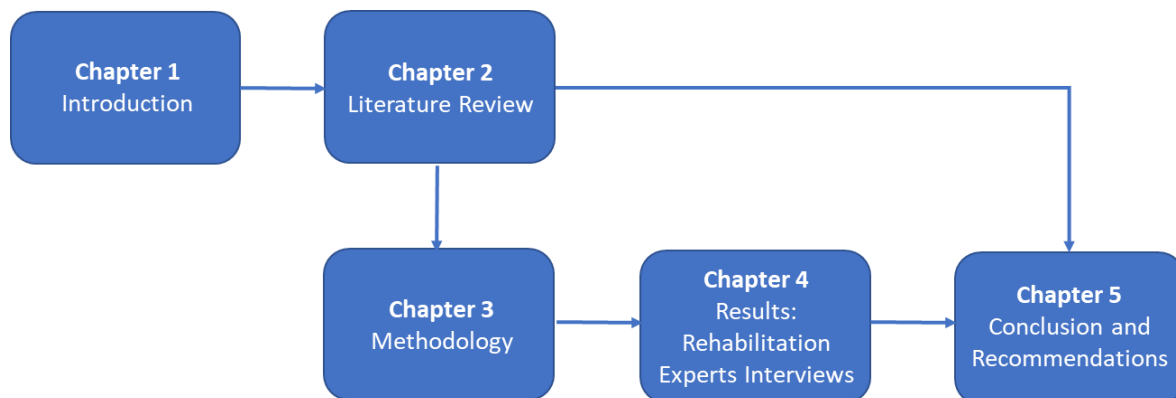 Chapter 1
Introduction
Chapter 2
Literature Review
Chapter 3
Methodology
Chapter 4
Results:
Rehabilitation
Experts Interviews
Chapter 5
Conclusion and
Recommendations